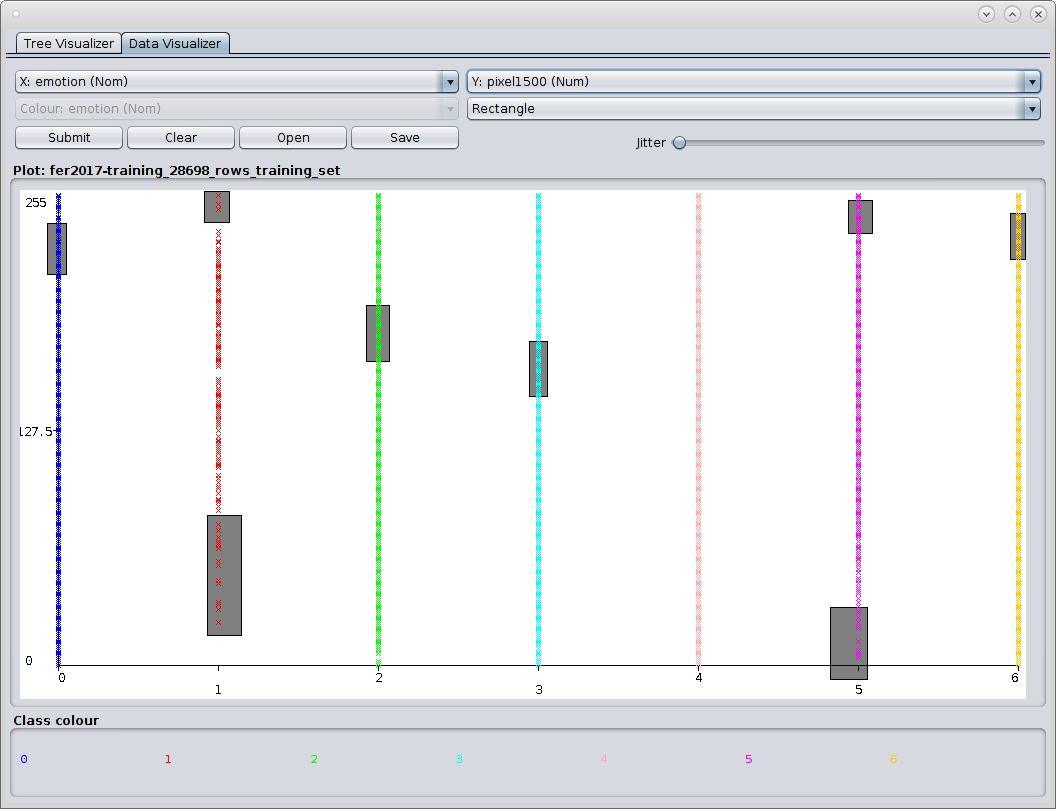 Tree Visualizer Data Visualizer
X: emotion (Nom) Y: pixel1500 (Num)
Colour: emotion (Nom) Rectangle
Submit Clear Open Save Jitter
Plot: fer2017-training_28698_rows_training_set
255
127.5
0
0 1 2 3 4 5 6
Class colour
0 1 2 3 4 5 6